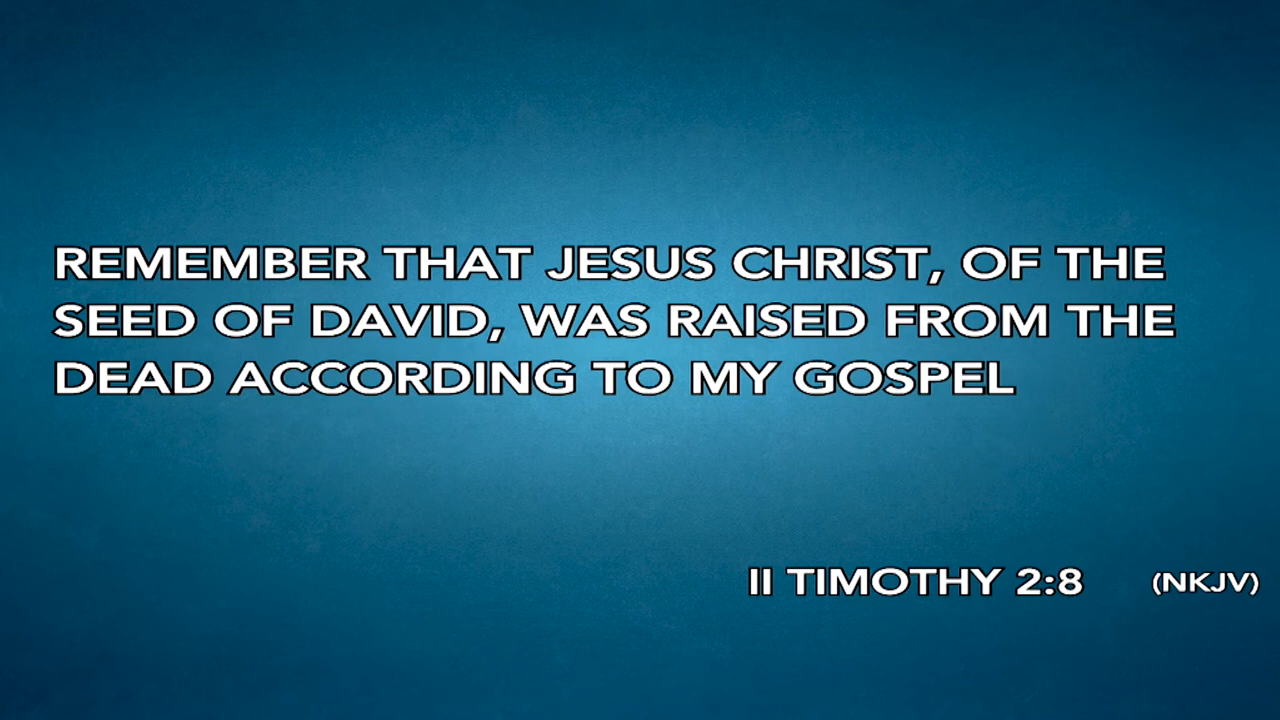 REMEMBER THAT JESUS CHRIST, OF THE
SEED OF DAVID, WAS RAISED FROM THE
DEAD ACCORDING TO MY GOSPEL
II TIMOTHY 2:8 (NKJV)